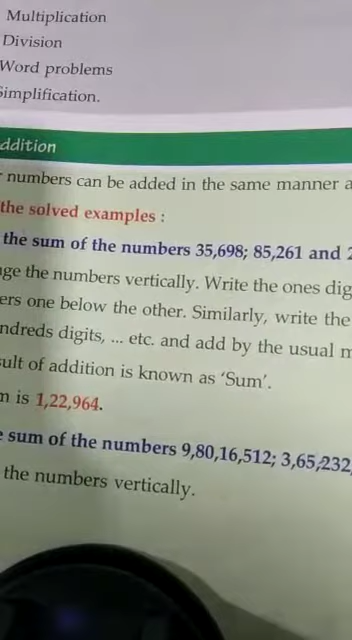 Multiplication
Division
Word problems
Simplification.
ddition
numbers can be added in the same manner a
the solved examples :
the sum of the numbers 35,698; 85,261 and 2
ge the numbers vertically. Write the ones dig
ers one below the other. Similarly, write the
ndreds digits, ... etc. and add by the usual m
ult of addition is known as ‘Sum’.
m is 1,22,964.
sum of the numbers 9,80,16,512; 3,65,232
the numbers vertically.